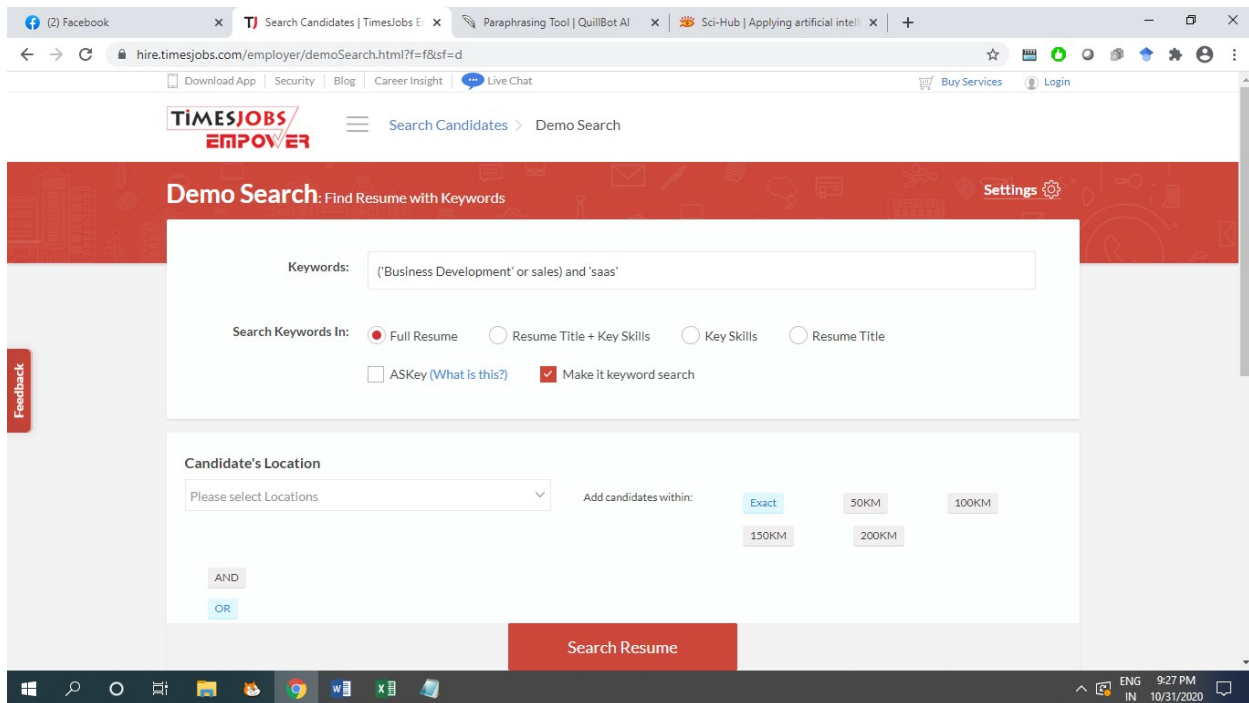 (2) Facebook
Search Candidates | TimesJobs E
Paraphrasing Tool | QuillBot AI
Sci-Hub | Applying artificial intel
hire.timesjobs.com/employer/demoSearch.html?f=f&sf=d
Download App Security Blog Career Insight Live Chat Buy Services Login
TiMESJOBS
EMPOWER
Search Candidates > Demo Search
Demo Search: Find Resume with Keywords
Settings
Keywords: ('Business Development' or sales) and 'saas'
Search Keywords In: Full Resume Resume Title + Key Skills Key Skills Resume Title
ASKey (What is this?) Make it keyword search
Feedback
Candidate's Location
Please select Locations
Add candidates within: Exact 50KM 100KM
150KM 200KM
AND
OR
Search Resume
ENG 9:27 PM
IN 10/31/2020